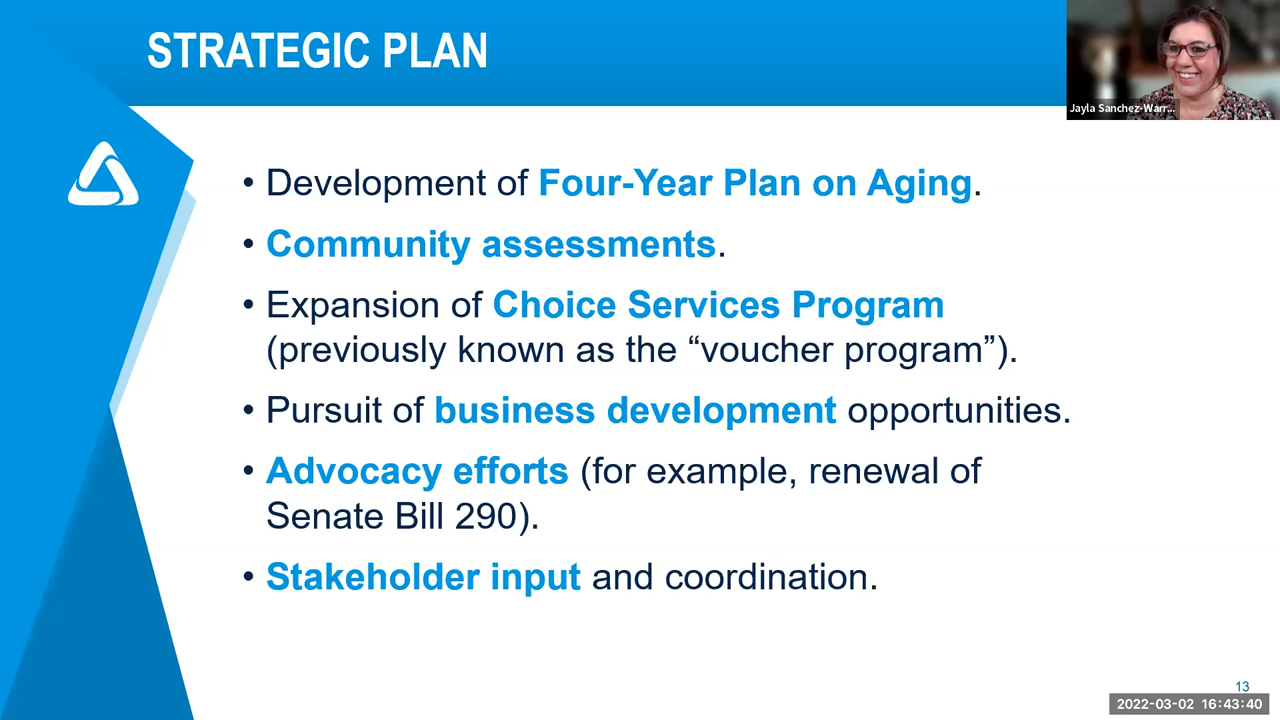 STRATEGIC PLAN
Jayla Sanchez-Warr...
• Development of Four-Year Plan on Aging.
• Community assessments.
• Expansion of Choice Services Program
(previously known as the “voucher program”).
• Pursuit of business development opportunities.
• Advocacy efforts (for example, renewal of
Senate Bill 290).
• Stakeholder input and coordination.
13
2022-03-02 16:43:40